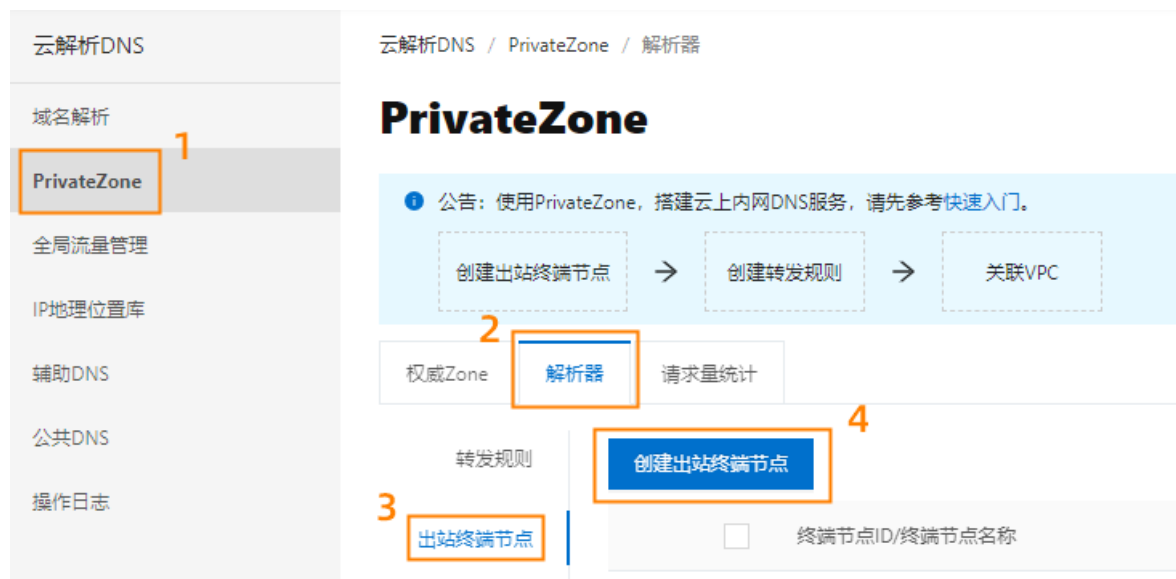 云解析DNS
域名解析
1
PrivateZone
全局流量管理
IP地理位置库
辅助DNS
公共DNS
操作日志
云解析DNS / PrivateZone / 解析器
PrivateZone
公告：使用PrivateZone，搭建云上内网DNS服务，请先参考快速入门。
创建出站终端节点 → 创建转发规则 → 关联VPC
2
权威Zone 解析器 请求量统计
4
转发规则
创建出站终端节点
3
出站终端节点
终端节点ID/终端节点名称